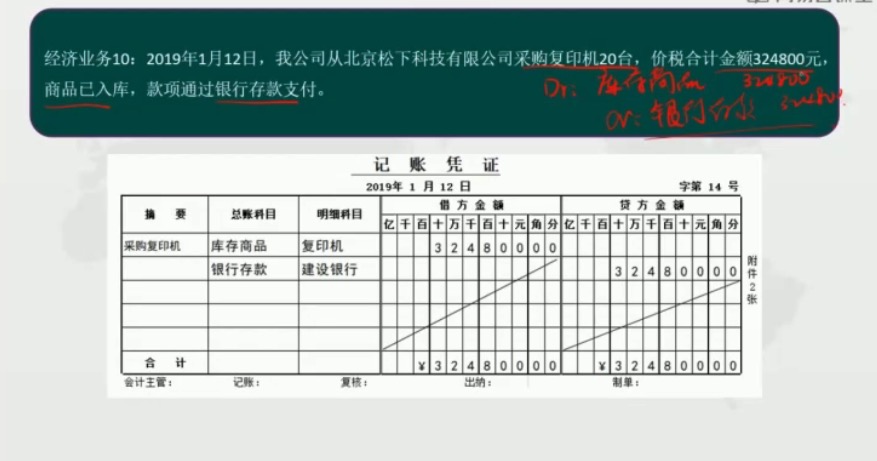 经济业务10：2019年1月12日，我公司从北京松下科技有限公司采购复印机20台，价税合计金额324800元，
商品已入库，款项通过银行存款支付。
Dr: 库存商品 324800
Cr: 银行存款 324800
记 账 凭 证
2019年 1 月 12 日 字第 14 号
摘 要 总账科目 明细科目 借方金额 贷方金额
亿 千 百 十 万 千 百 十 元 角 分 亿 千 百 十 万 千 百 十 元 角 分
采购复印机 库存商品 复印机 3 2 4 8 0 0 0 0
银行存款 建设银行 3 2 4 8 0 0 0 0
附件2张
合 计 ¥ 3 2 4 8 0 0 0 0 ¥ 3 2 4 8 0 0 0 0
会计主管： 记账： 复核： 出纳： 制单：